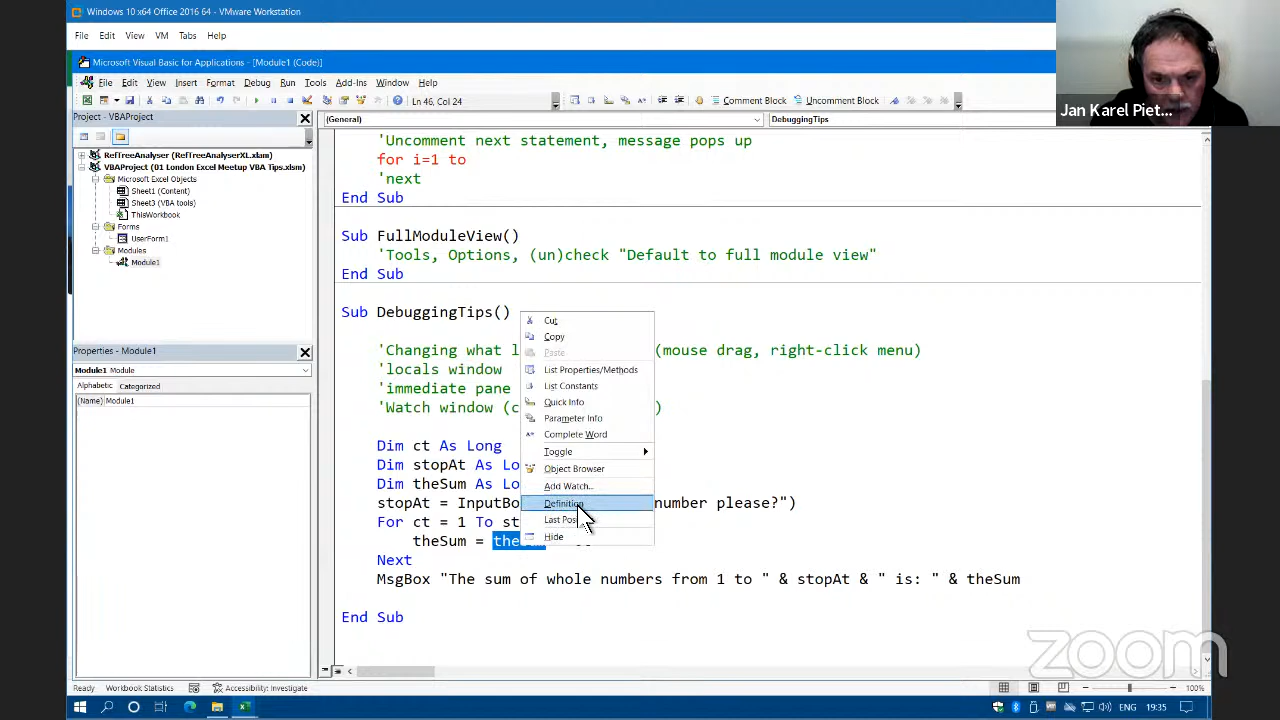 Windows 10 x64 Office 2016 64 - VMware Workstation
File Edit View VM Tabs Help
Microsoft Visual Basic for Applications - [Module1 (Code)]
File Edit View Insert Format Debug Run Tools Add-Ins Window Help
Ln 46, Col 24
Comment Block Uncomment Block
Jan Karel Piet...
Project - VBAProject
(General) DebuggingTips
RefTreeAnalyser (RefTreeAnalyserXL.xlam)
VBAProject (01 London Excel Meetup VBA Tips.xlsm)
Microsoft Excel Objects
Sheet1 (Content)
Sheet3 (VBA tools)
ThisWorkbook
Forms
UserForm1
Modules
Module1
Properties - Module1
Module1 Module
Alphabetic Categorized
(Name) Module1
'Uncomment next statement, message pops up
for i=1 to
'next
End Sub
Sub FullModuleView()
'Tools, Options, (un)check "Default to full module view"
End Sub
Sub DebuggingTips()
'Changing what l (mouse drag, right-click menu)
'locals window
'immediate pane
'Watch window (c )
Dim ct As Long
Dim stopAt As Lo
Dim theSum As Lo
stopAt = InputBo number please?")
For ct = 1 To st
theSum =
Next
MsgBox "The sum of whole numbers from 1 to " & stopAt & " is: " & theSum
End Sub
Cut
Copy
Paste
List Properties/Methods
List Constants
Quick Info
Parameter Info
Complete Word
Toggle
Object Browser
Add Watch...
Definition
Last Pos
Hide
zoom
Ready Workbook Statistics Accessibility: Investigate 100%
ENG 19:35